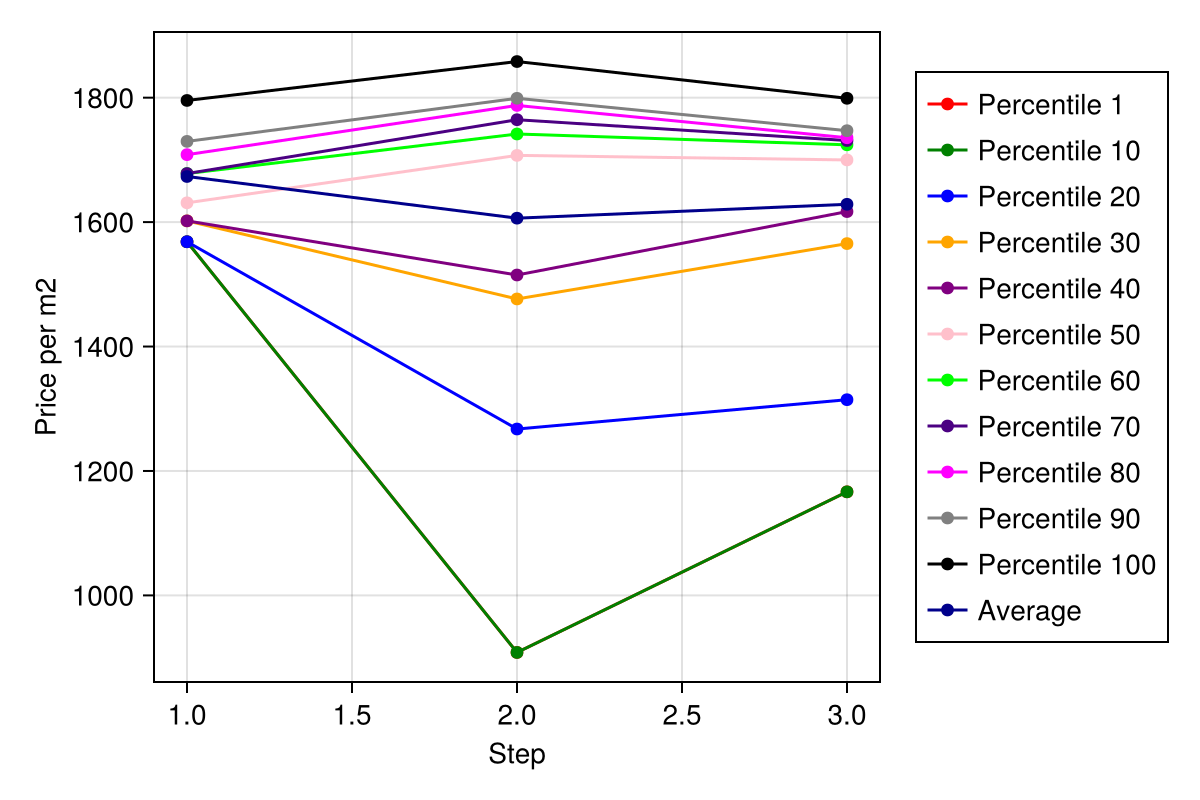 Price per m2
1800
1600
1400
1200
1000
1.0 1.5 2.0 2.5 3.0
Step
Percentile 1
Percentile 10
Percentile 20
Percentile 30
Percentile 40
Percentile 50
Percentile 60
Percentile 70
Percentile 80
Percentile 90
Percentile 100
Average